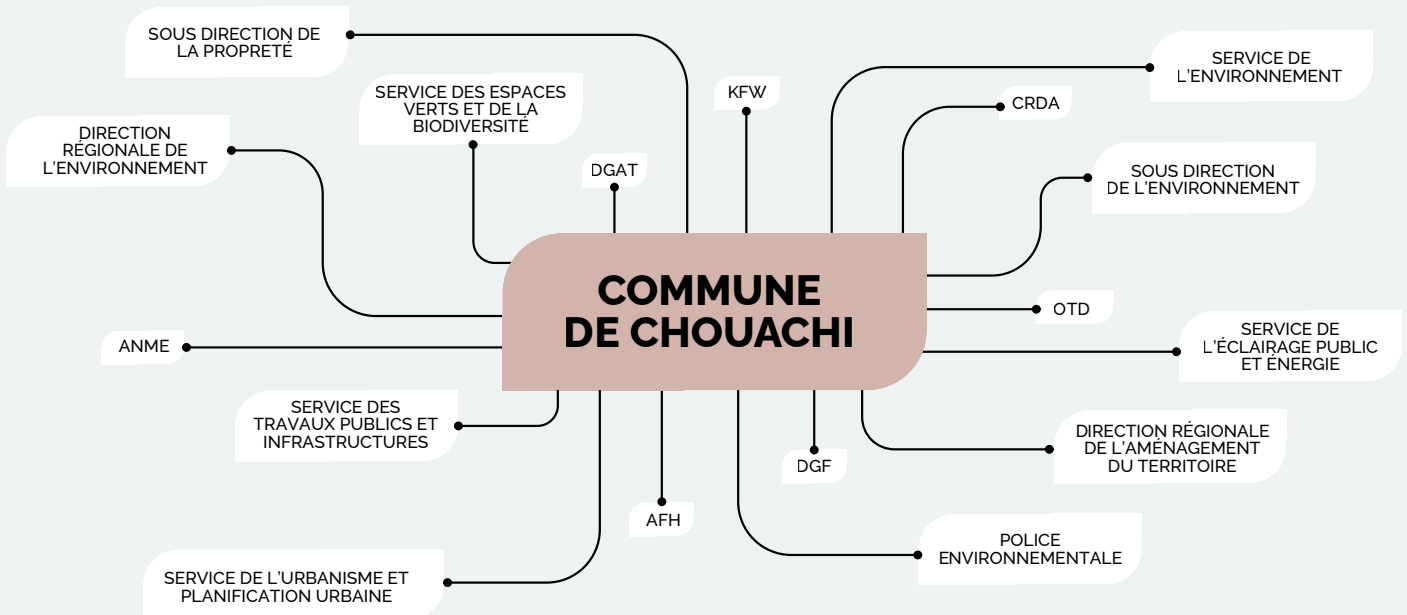 SOUS DIRECTION DE
LA PROPRETÉ
SERVICE DES ESPACES
VERTS ET DE LA
BIODIVERSITÉ
KFW
SERVICE DE
L'ENVIRONNEMENT
CRDA
DIRECTION
RÉGIONALE DE
L'ENVIRONNEMENT
DGAT
SOUS DIRECTION
DE L'ENVIRONNEMENT
COMMUNE
DE CHOUACHI
OTD
ANME
SERVICE DE
L'ÉCLAIRAGE PUBLIC
ET ÉNERGIE
SERVICE DES
TRAVAUX PUBLICS ET
INFRASTRUCTURES
DIRECTION RÉGIONALE
DE L'AMÉNAGEMENT
DU TERRITOIRE
DGF
AFH
POLICE
ENVIRONNEMENTALE
SERVICE DE L'URBANISME ET
PLANIFICATION URBAINE